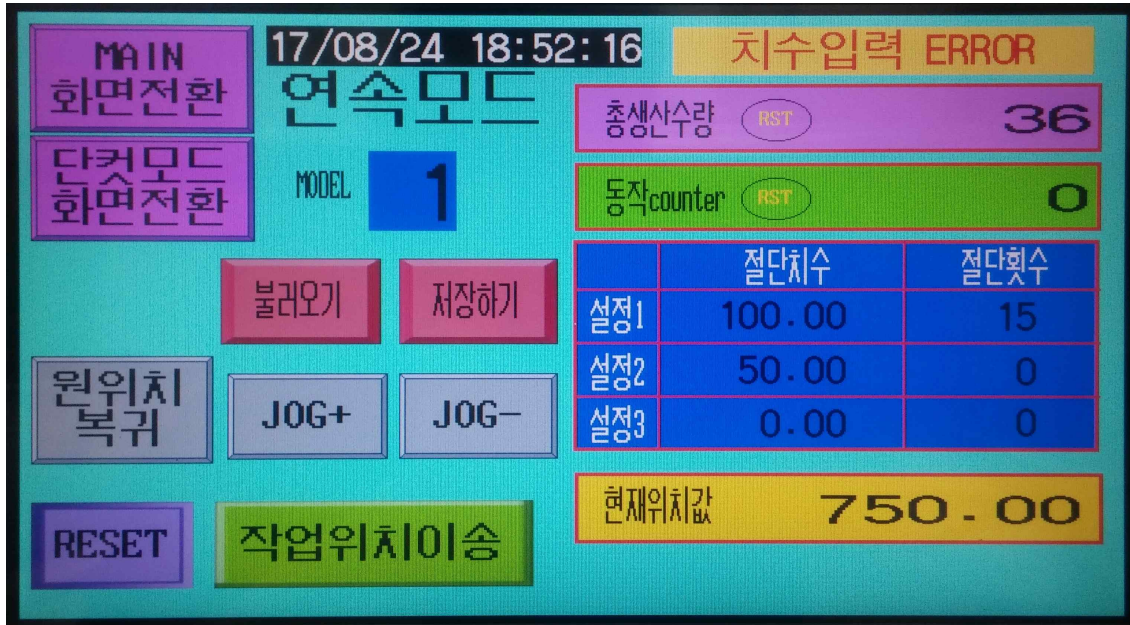 MAIN
화면전환
17/08/24 18:52:16
치수입력 ERROR
연속모드
총생산수량 RST 36
단컷모드
화면전환
MODEL 1
동작counter RST 0
절단치수 절단횟수
불러오기 저장하기
설정1 100.00 15
설정2 50.00 0
설정3 0.00 0
원위치
복귀
JOG+ JOG-
현재위치값 750.00
RESET
작업위치이송